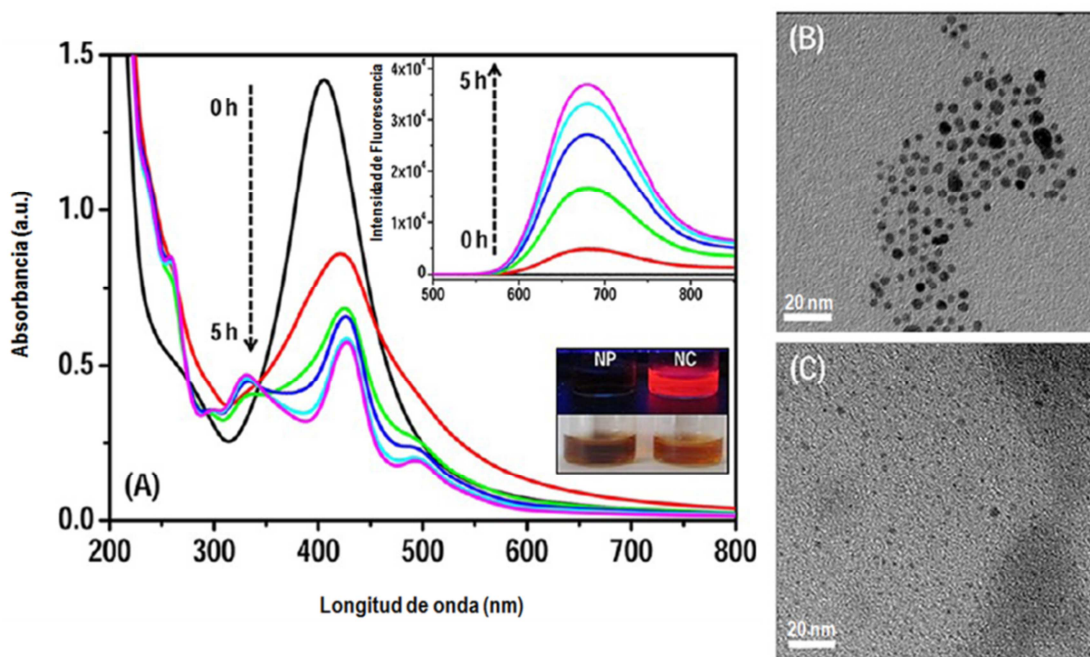 1.5
1.0
0.5
0.0
Absorbancia (a.u.)
200 300 400 500 600 700 800
Longitud de onda (nm)
0 h
5 h
(A)
Intensidad de Fluorescencia
4x10⁴
3x10⁴
2x10⁴
1x10⁴
0
5 h
0 h
500 600 700 800
NP NC
(B)
20 nm
(C)
20 nm